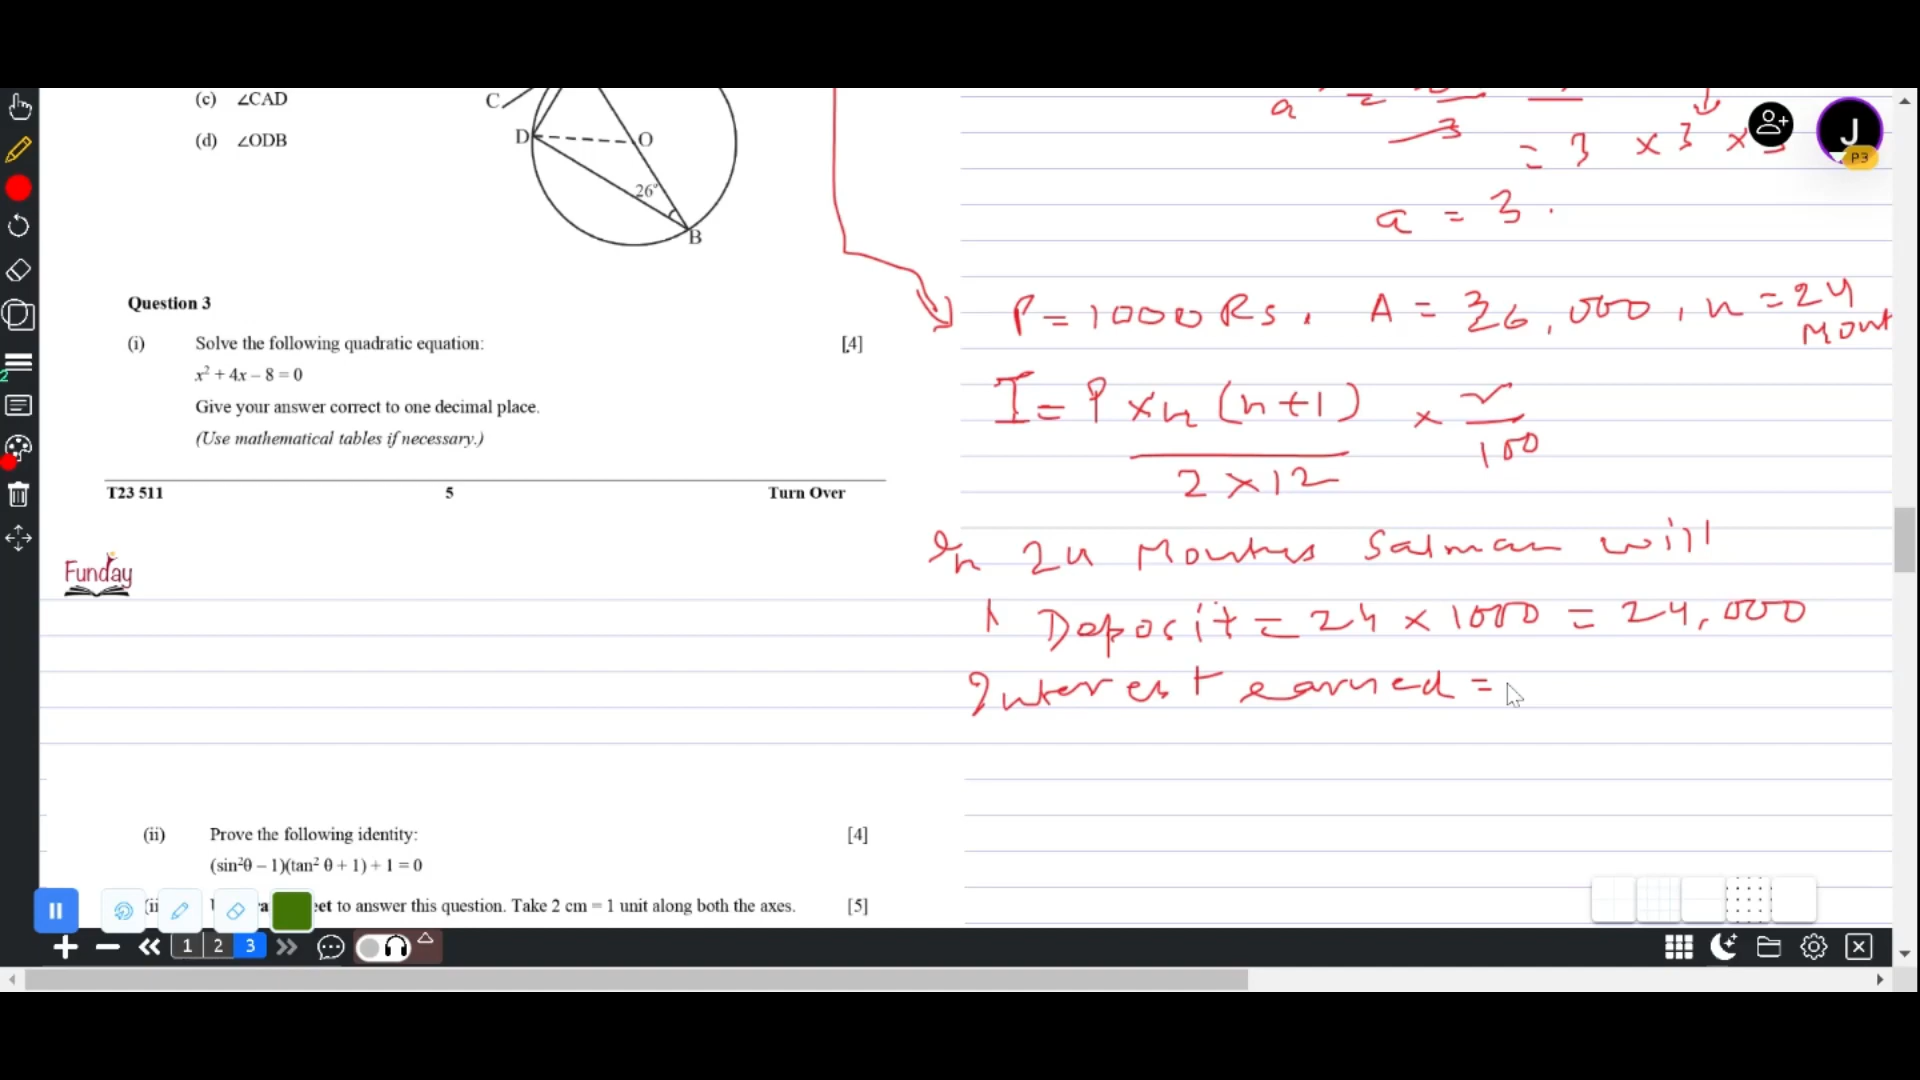 (c) ∠CAD
(d) ∠ODB
C
D
O
26°
B
Question 3
(i) Solve the following quadratic equation: [4]
x² + 4x – 8 = 0
Give your answer correct to one decimal place.
(Use mathematical tables if necessary.)
T23 511 5 Turn Over
Funday
(ii) Prove the following identity: [4]
(sin²θ – 1)(tan² θ + 1) + 1 = 0
to answer this question. Take 2 cm = 1 unit along both the axes. [5]
= 3 × 3 ×
a = 3.
P = 1000 Rs, A = 26,000, n = 24
Mont
I = P × n (n+1) × r
2 × 12 100
In 24 Months Salman will
Deposit = 24 × 1000 = 24,000
Interest earned =
J
P3
2
1 2 3